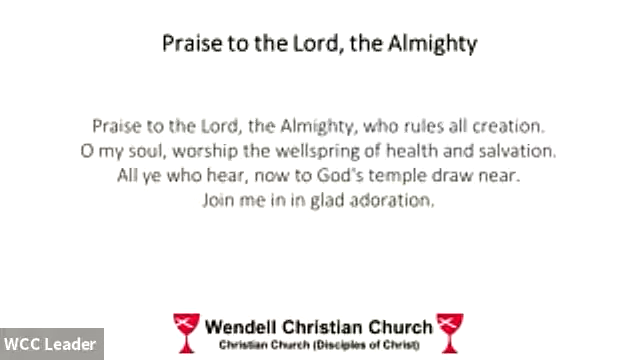 Praise to the Lord, the Almighty
Praise to the Lord, the Almighty, who rules all creation.
O my soul, worship the wellspring of health and salvation.
All ye who hear, now to God's temple draw near.
Join me in in glad adoration.
Wendell Christian Church
Christian Church (Disciples of Christ)
WCC Leader